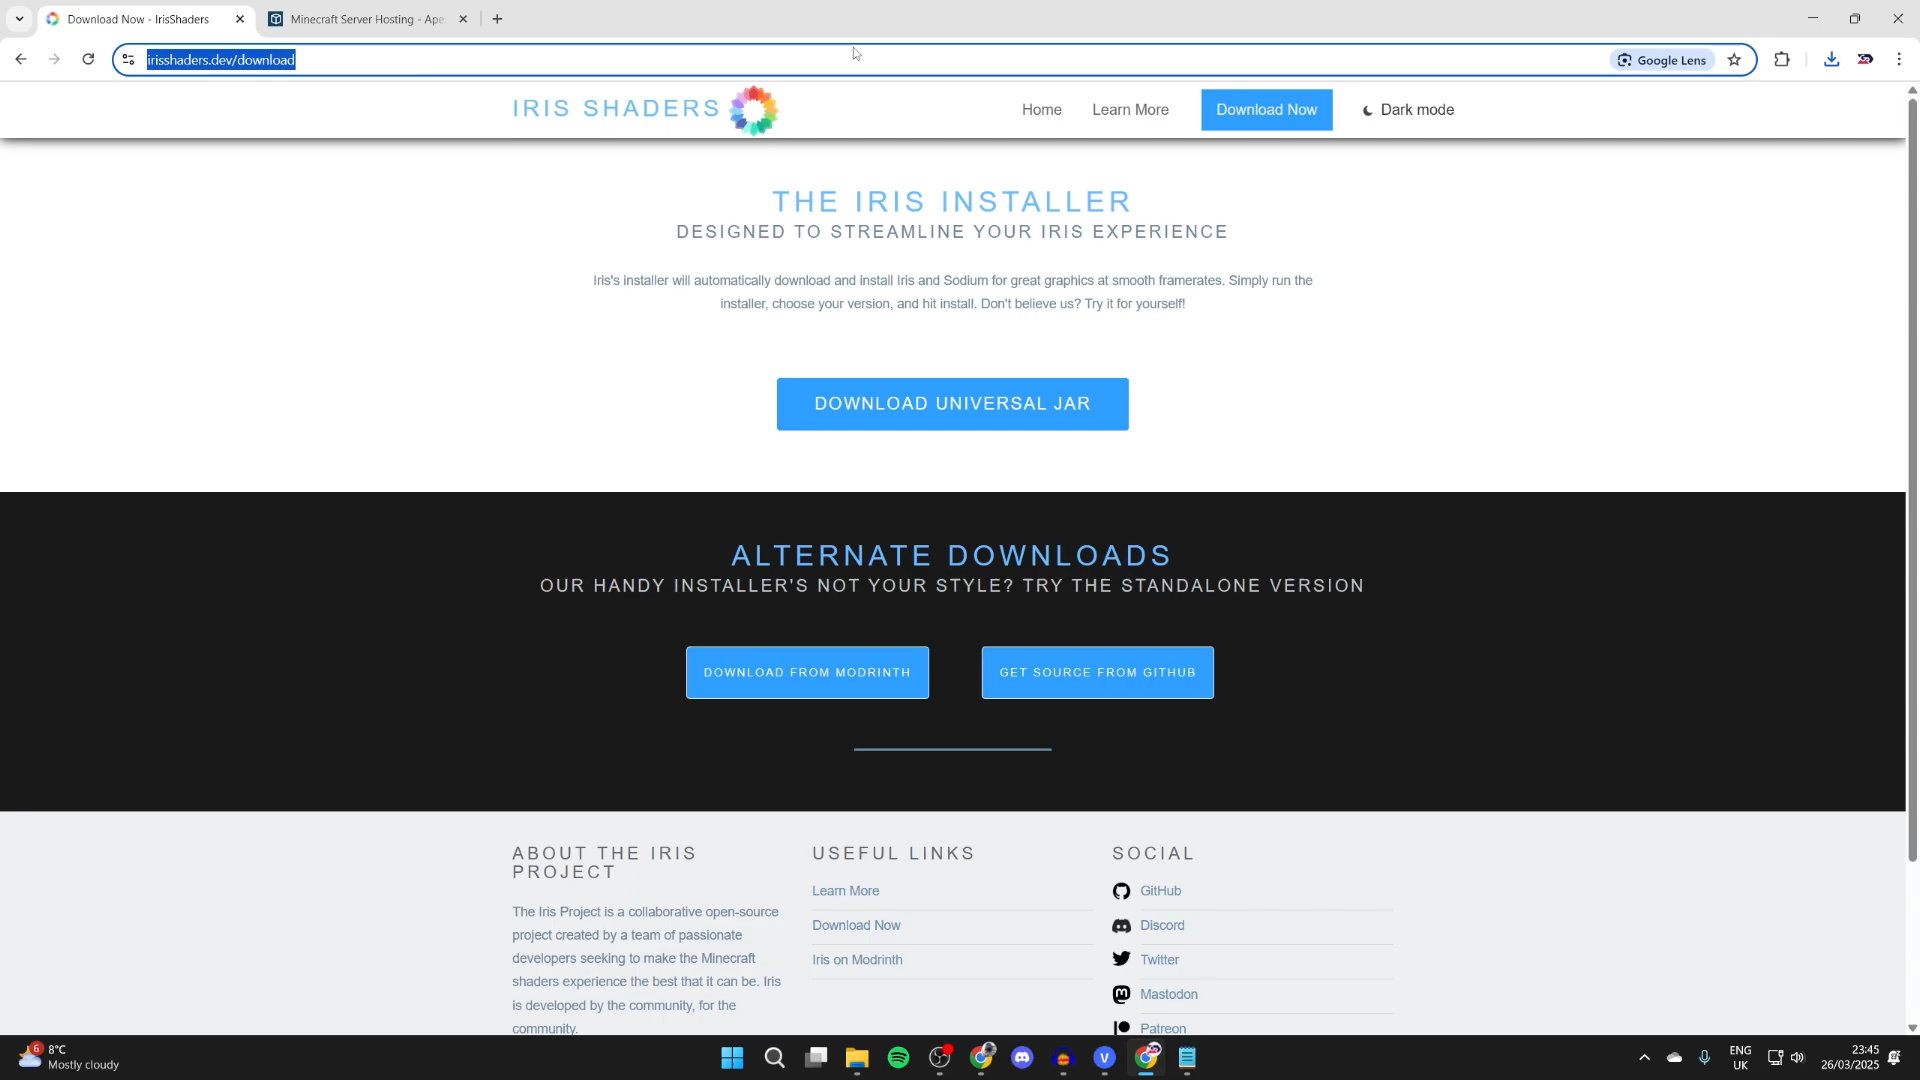 Download Now - IrisShaders
Minecraft Server Hosting - Ape
irisshaders.dev/download
Google Lens
IRIS SHADERS
Home
Learn More
Download Now
Dark mode
THE IRIS INSTALLER
DESIGNED TO STREAMLINE YOUR IRIS EXPERIENCE
Iris's installer will automatically download and install Iris and Sodium for great graphics at smooth framerates. Simply run the
installer, choose your version, and hit install. Don't believe us? Try it for yourself!
DOWNLOAD UNIVERSAL JAR
ALTERNATE DOWNLOADS
OUR HANDY INSTALLER'S NOT YOUR STYLE? TRY THE STANDALONE VERSION
DOWNLOAD FROM MODRINTH
GET SOURCE FROM GITHUB
ABOUT THE IRIS
PROJECT
The Iris Project is a collaborative open-source
project created by a team of passionate
developers seeking to make the Minecraft
shaders experience the best that it can be. Iris
is developed by the community, for the
community.
USEFUL LINKS
Learn More
Download Now
Iris on Modrinth
SOCIAL
GitHub
Discord
Twitter
Mastodon
Patreon
6
8°C
Mostly cloudy
V
ENG
UK
23:45
26/03/2025